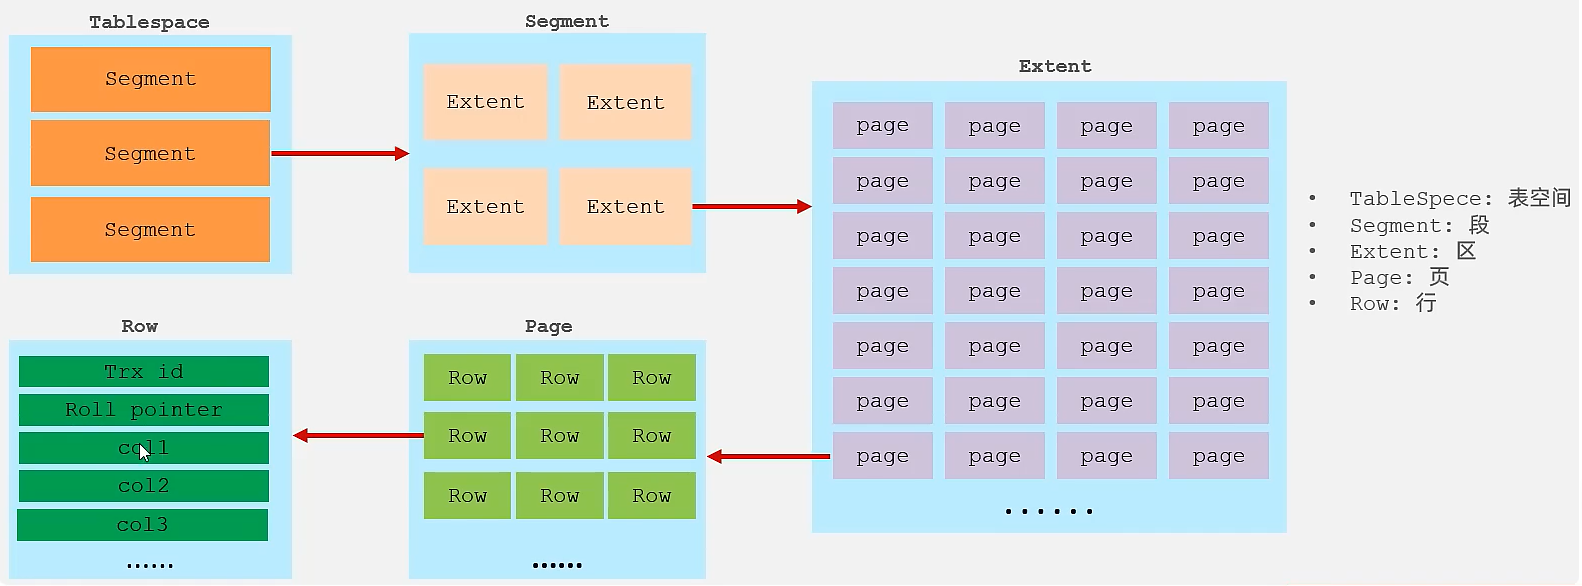 Tablespace
Segment
Segment
Segment
Segment
Extent Extent
Extent Extent
Extent
page page page page
page page page page
page page page page
page page page page
page page page page
page page page page
page page page page
......
• TableSpece: 表空间
• Segment: 段
• Extent: 区
• Page: 页
• Row: 行
Row
Trx id
Roll pointer
col1
col2
col3
......
Page
Row Row Row
Row Row Row
Row Row Row
......